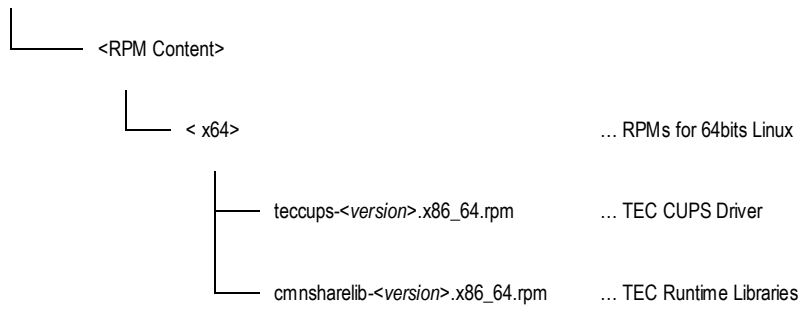 <RPM Content>
< x64> … RPMs for 64bits Linux
teccups-<version>.x86_64.rpm … TEC CUPS Driver
cmnsharelib-<version>.x86_64.rpm … TEC Runtime Libraries